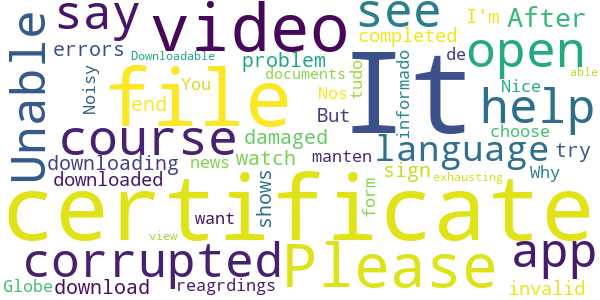 say video see After I'm
errors completed
Downloadable problem open de
Unable Noisy file You documents tudo It informado Nice able
end Nos But help choose
course damaged language try
downloading news watch manten Why
downloaded shows sign exhausting
certificate form want
view corrupted Please app
Globe download reagrdings invalid